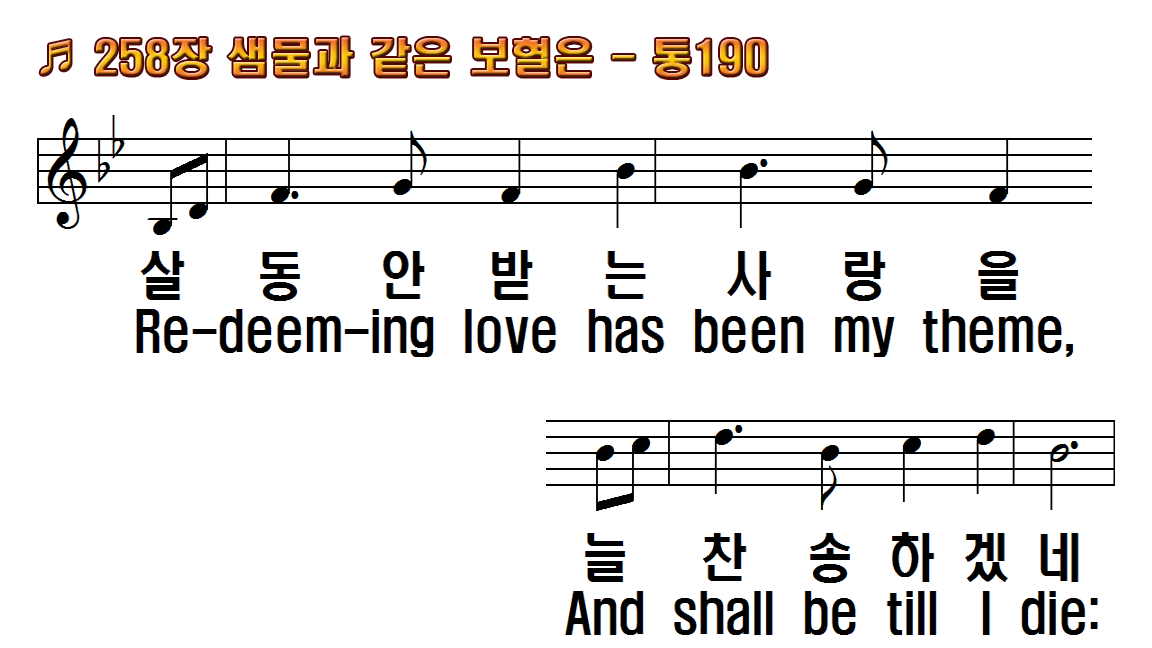 ♬ 258장 샘물과 같은 보혈은 - 통190
살 동 안 받 는 사 랑 을
Re-deem-ing love has been my theme,
늘 찬 송 하 겠 네
And shall be till I die: